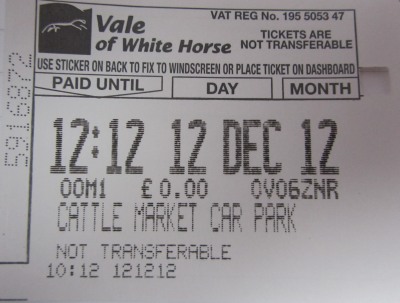 Vale
of White Horse
VAT REG No. 195 5053 47
TICKETS ARE
NOT TRANSFERABLE
USE STICKER ON BACK TO FIX TO WINDSCREEN OR PLACE TICKET ON DASHBOARD
PAID UNTIL DAY MONTH
12:12 12 DEC 12
00M1 £0.00 OV06ZNR
CATTLE MARKET CAR PARK
NOT TRANSFERABLE
10:12 121212
5916872